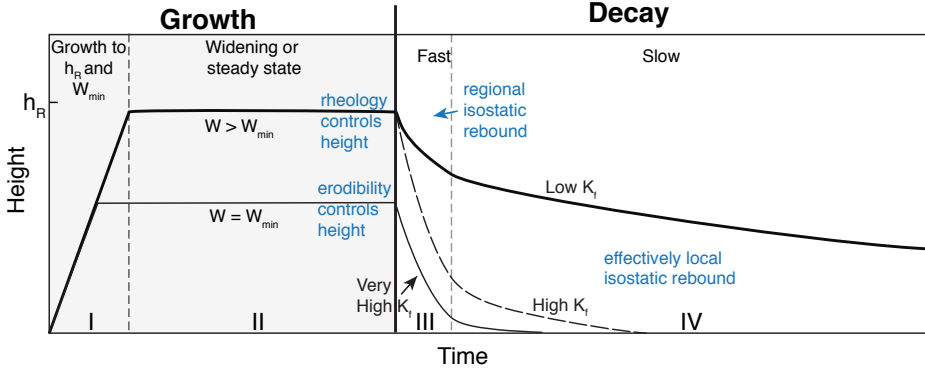 Growth
Decay
Growth to
h_R and
W_min
Widening or
steady state
Fast
Slow
h_R
rheology
controls
height
W > W_min
regional
isostatic
rebound
erodibility
controls
height
W = W_min
Low K_f
effectively local
isostatic rebound
Very
High K_f
High K_f
I
II
III
IV
Height
Time